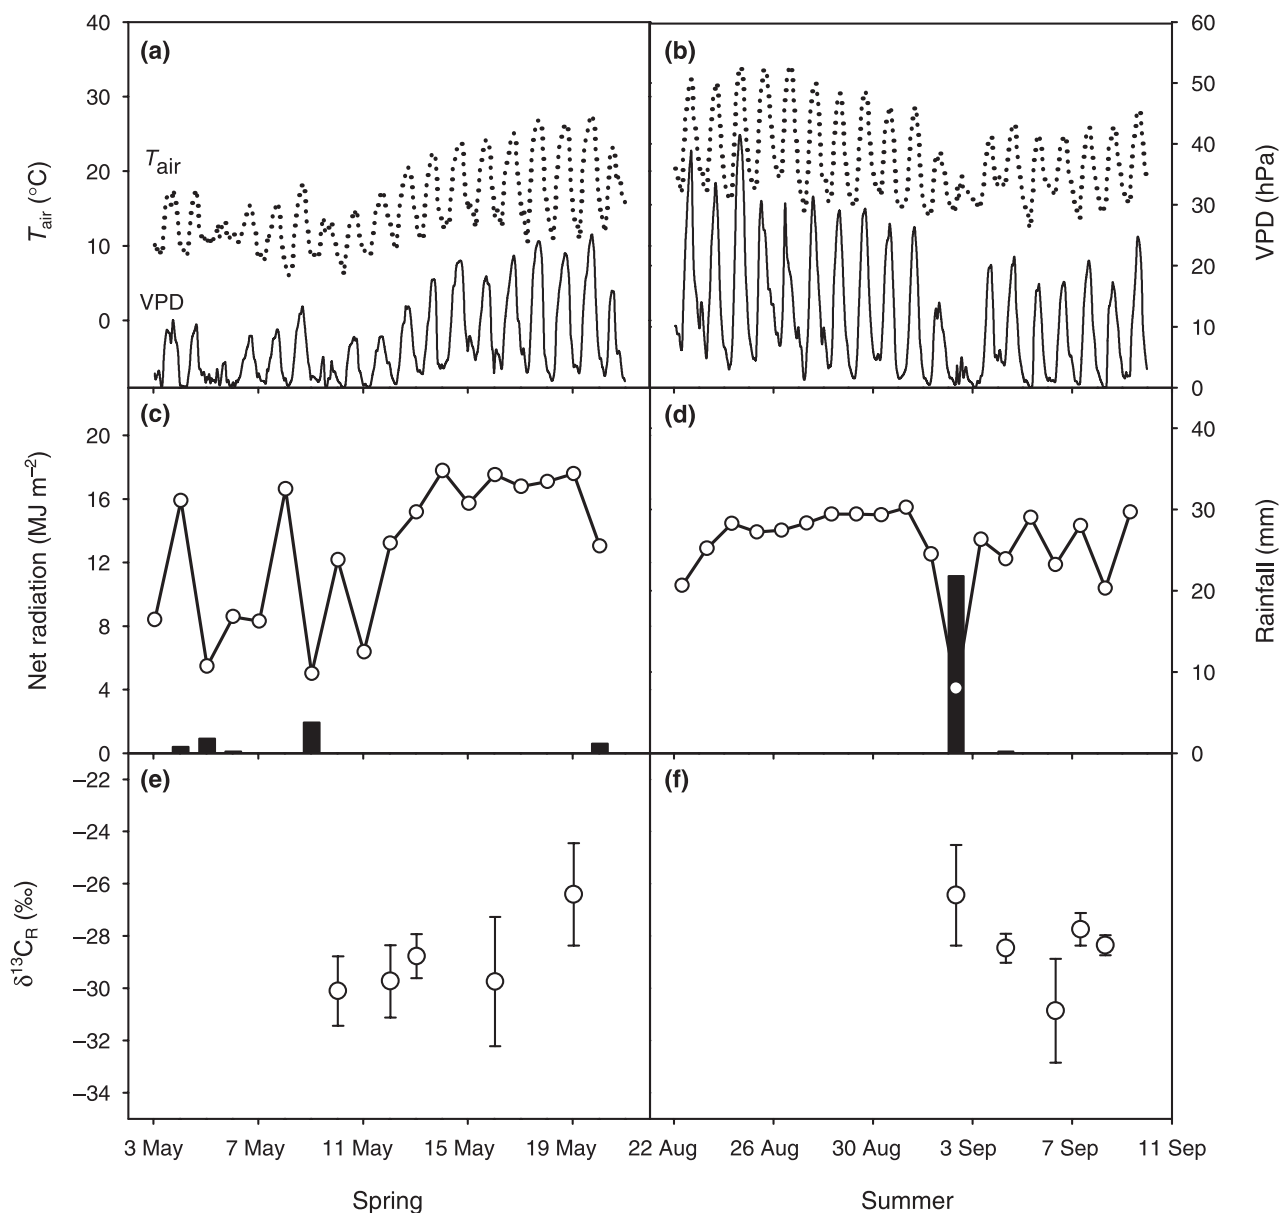 (a)
(b)
40
30
20
10
0
T_air (°C)
T_air
VPD
60
50
40
30
20
10
0
VPD (hPa)
(c)
(d)
20
16
12
8
4
0
Net radiation (MJ m⁻²)
40
30
20
10
0
Rainfall (mm)
(e)
(f)
−22
−24
−26
−28
−30
−32
−34
δ¹³C_R (‰)
3 May 7 May 11 May 15 May 19 May 22 Aug 26 Aug 30 Aug 3 Sep 7 Sep 11 Sep
Spring Summer